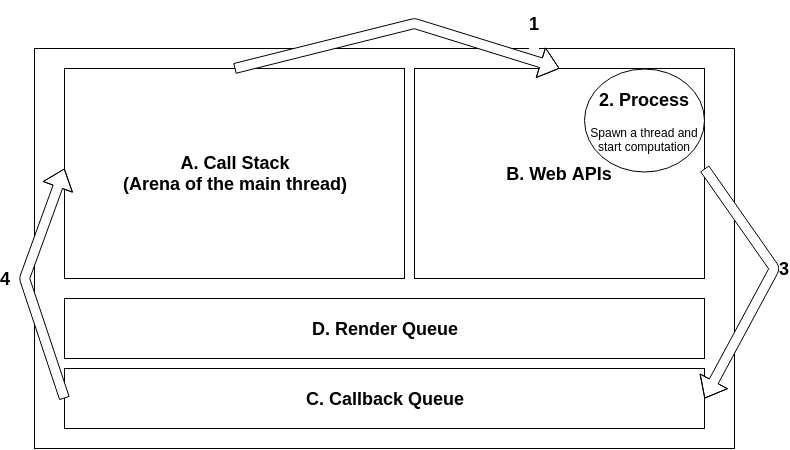 1
2. Process
Spawn a thread and
start computation
A. Call Stack
(Arena of the main thread)
B. Web APIs
3
4
D. Render Queue
C. Callback Queue